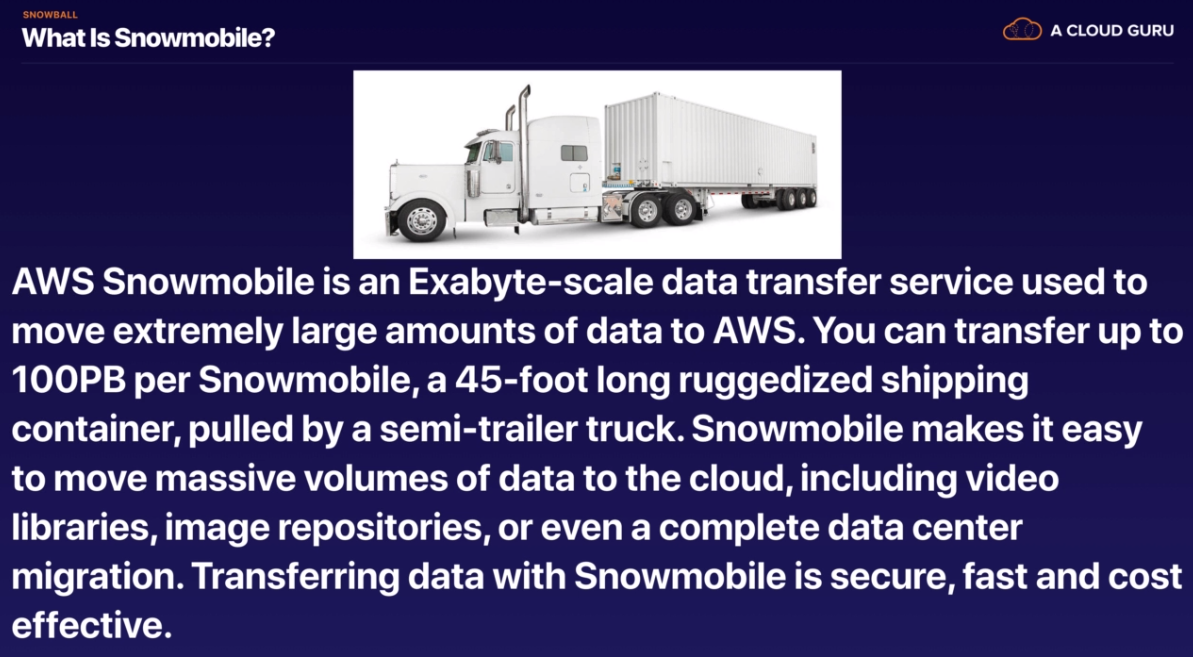 SNOWBALL
What Is Snowmobile?
A CLOUD GURU
AWS Snowmobile is an Exabyte-scale data transfer service used to
move extremely large amounts of data to AWS. You can transfer up to
100PB per Snowmobile, a 45-foot long ruggedized shipping
container, pulled by a semi-trailer truck. Snowmobile makes it easy
to move massive volumes of data to the cloud, including video
libraries, image repositories, or even a complete data center
migration. Transferring data with Snowmobile is secure, fast and cost
effective.